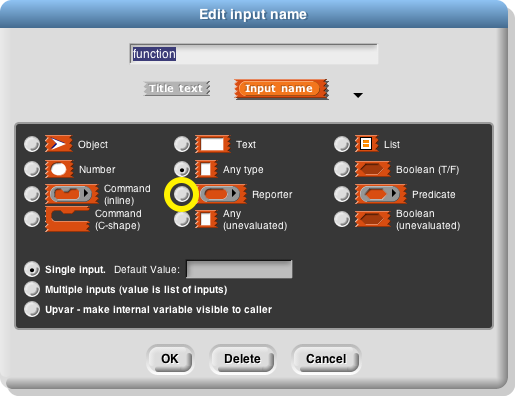 Edit input name
function
Title text
Input name
Object
Text
List
Number
Any type
Boolean (T/F)
Command
(inline)
Reporter
Predicate
Command
(C-shape)
Any
(unevaluated)
Boolean
(unevaluated)
Single input. Default Value:
Multiple inputs (value is list of inputs)
Upvar - make internal variable visible to caller
OK
Delete
Cancel